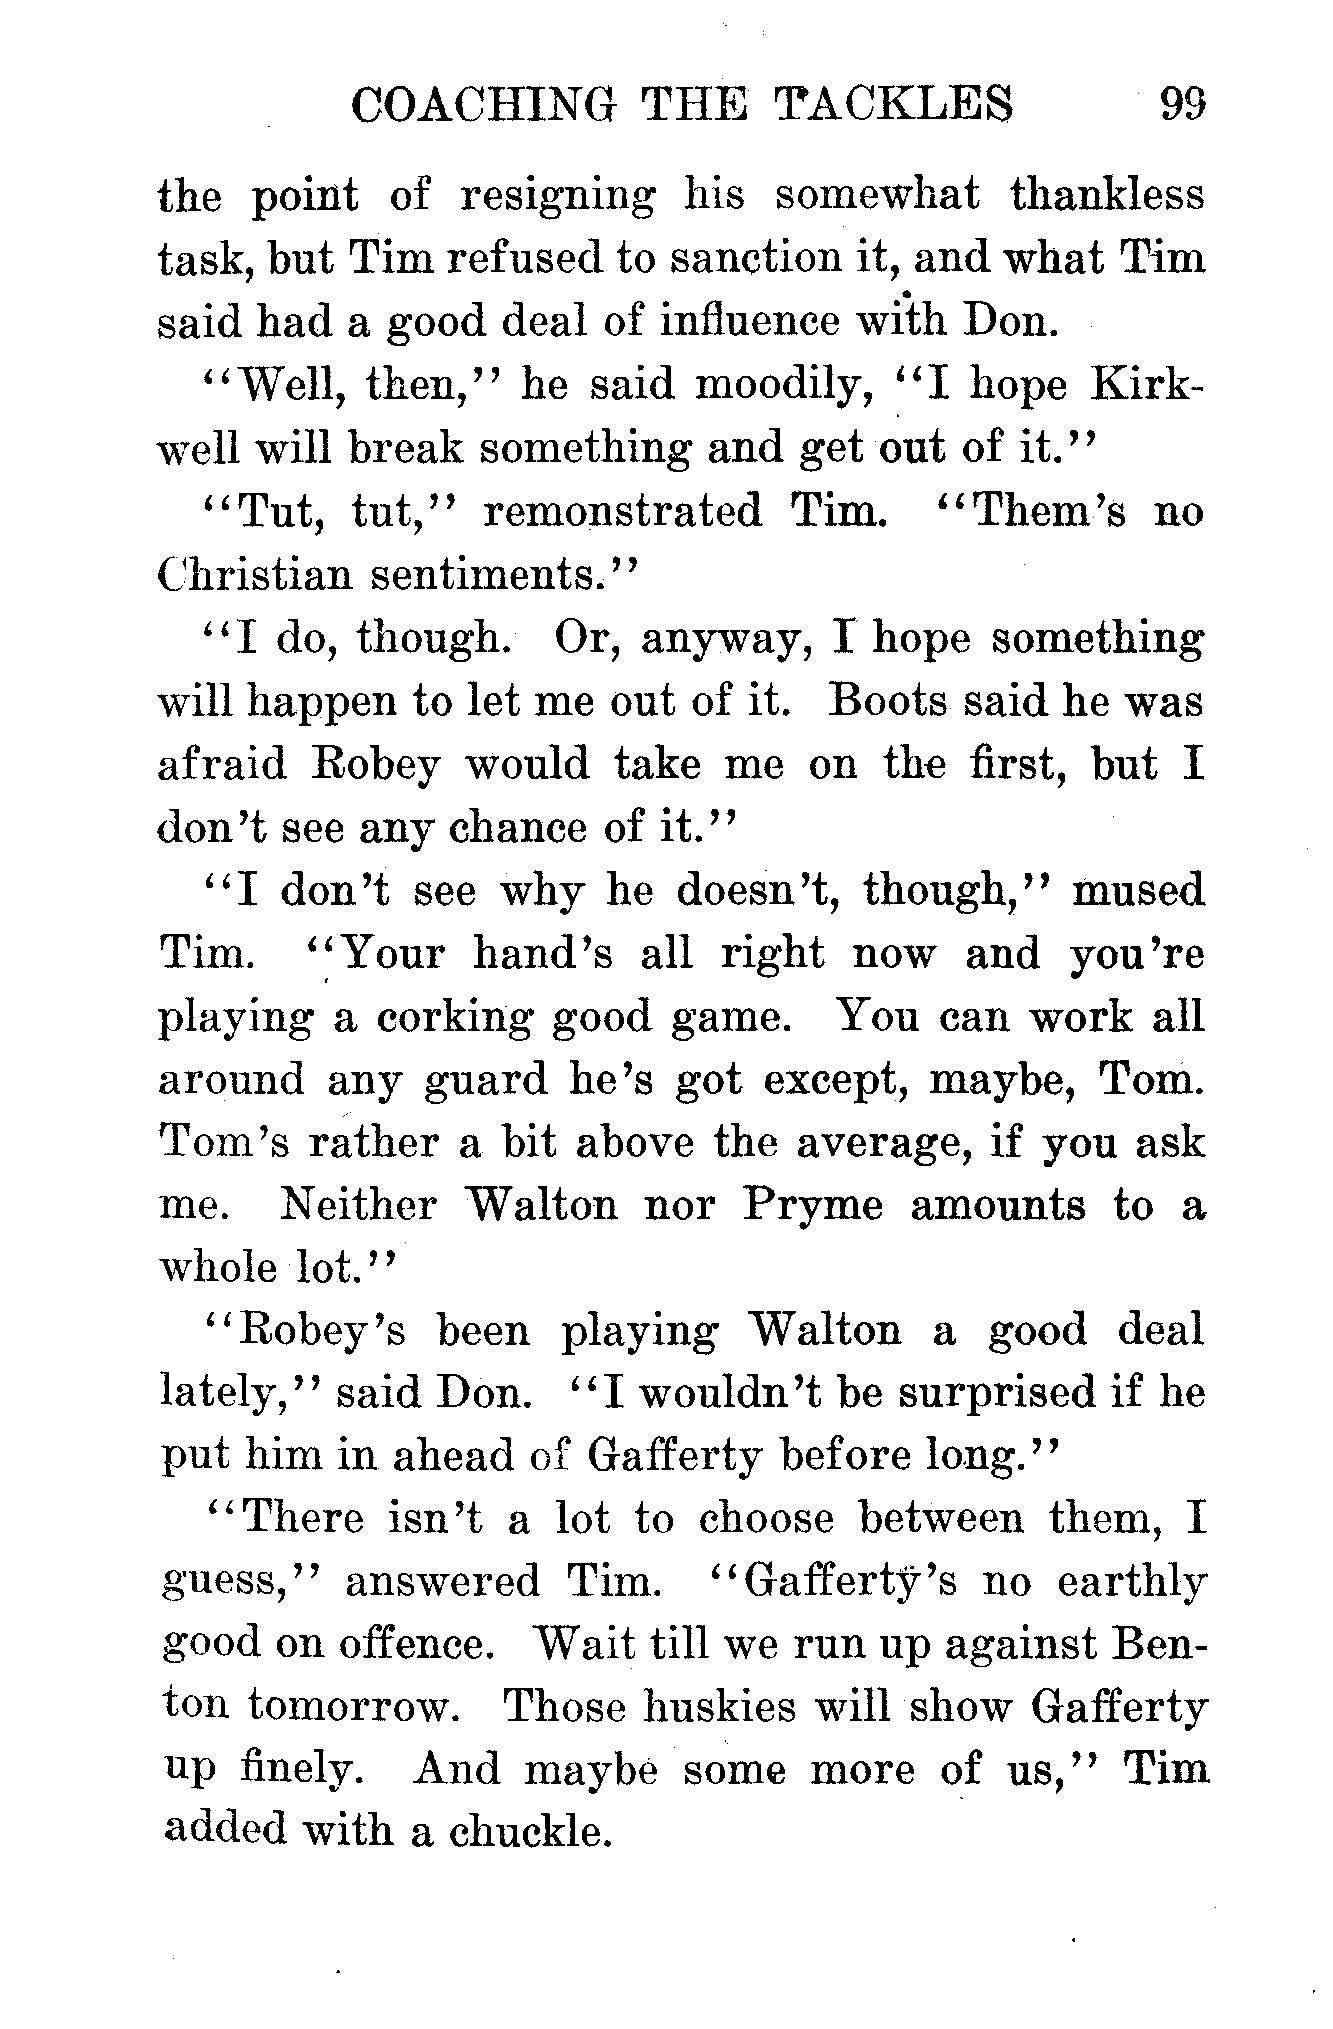 COACHING THE TACKLES 99
the point of resigning his somewhat thankless
task, but Tim refused to sanction it, and what Tim
said had a good deal of influence with Don.
"Well, then," he said moodily, "I hope Kirk-
well will break something and get out of it."
"Tut, tut," remonstrated Tim. "Them's no
Christian sentiments."
"I do, though. Or, anyway, I hope something
will happen to let me out of it. Boots said he was
afraid Robey would take me on the first, but I
don't see any chance of it."
"I don't see why he doesn't, though," mused
Tim. "Your hand's all right now and you're
playing a corking good game. You can work all
around any guard he's got except, maybe, Tom.
Tom's rather a bit above the average, if you ask
me. Neither Walton nor Pryme amounts to a
whole lot."
"Robey's been playing Walton a good deal
lately," said Don. "I wouldn't be surprised if he
put him in ahead of Gafferty before long."
"There isn't a lot to choose between them, I
guess," answered Tim. "Gafferty's no earthly
good on offence. Wait till we run up against Ben-
ton tomorrow. Those huskies will show Gafferty
up finely. And maybe some more of us," Tim
added with a chuckle.